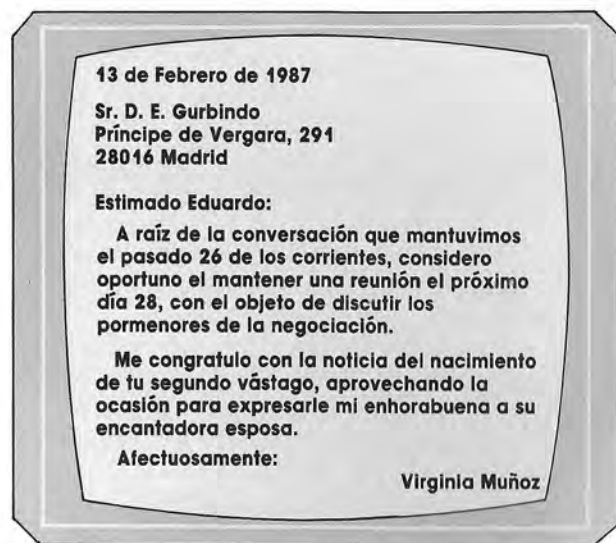 13 de Febrero de 1987
Sr. D. E. Gurbindo
Príncipe de Vergara, 291
28016 Madrid
Estimado Eduardo:
A raíz de la conversación que mantuvimos
el pasado 26 de los corrientes, considero
oportuno el mantener una reunión el próximo
día 28, con el objeto de discutir los
pormenores de la negociación.
Me congratulo con la noticia del nacimiento
de tu segundo vástago, aprovechando la
ocasión para expresarle mi enhorabuena a su
encantadora esposa.
Afectuosamente:
Virginia Muñoz